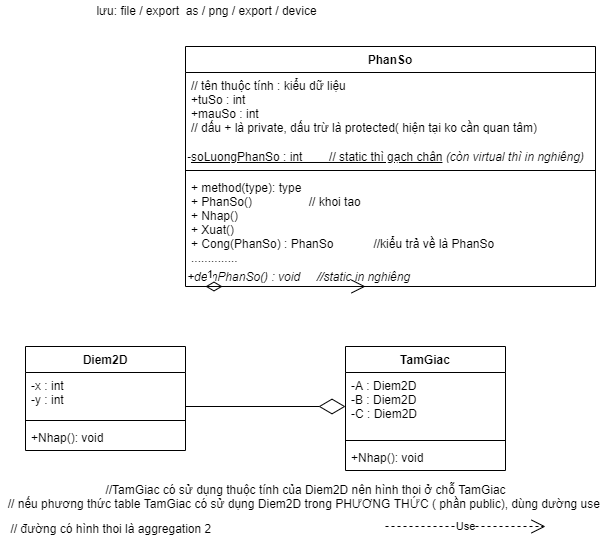 lưu: file / export as / png / export / device
PhanSo
// tên thuộc tính : kiểu dữ liệu
+tuSo : int
+mauSo : int
// dấu + là private, dấu trừ là protected( hiện tại ko cần quan tâm)
-soLuongPhanSo : int // static thì gạch chân (còn virtual thì in nghiêng)
+ method(type): type
+ PhanSo() // khoi tao
+ Nhap()
+ Xuat()
+ Cong(PhanSo) : PhanSo //kiểu trả về là PhanSo
..............
: void //static in nghiêng
1
Diem2D
-x : int
-y : int
+Nhap(): void
TamGiac
-A : Diem2D
-B : Diem2D
-C : Diem2D
+Nhap(): void
//TamGiac có sử dụng thuộc tính của Diem2D nên hình thoi ở chỗ TamGiac
// nếu phương thức table TamGiac có sử dụng Diem2D trong PHƯƠNG THỨC ( phần public), dùng đường use
// đường có hình thoi là aggregation 2
Use